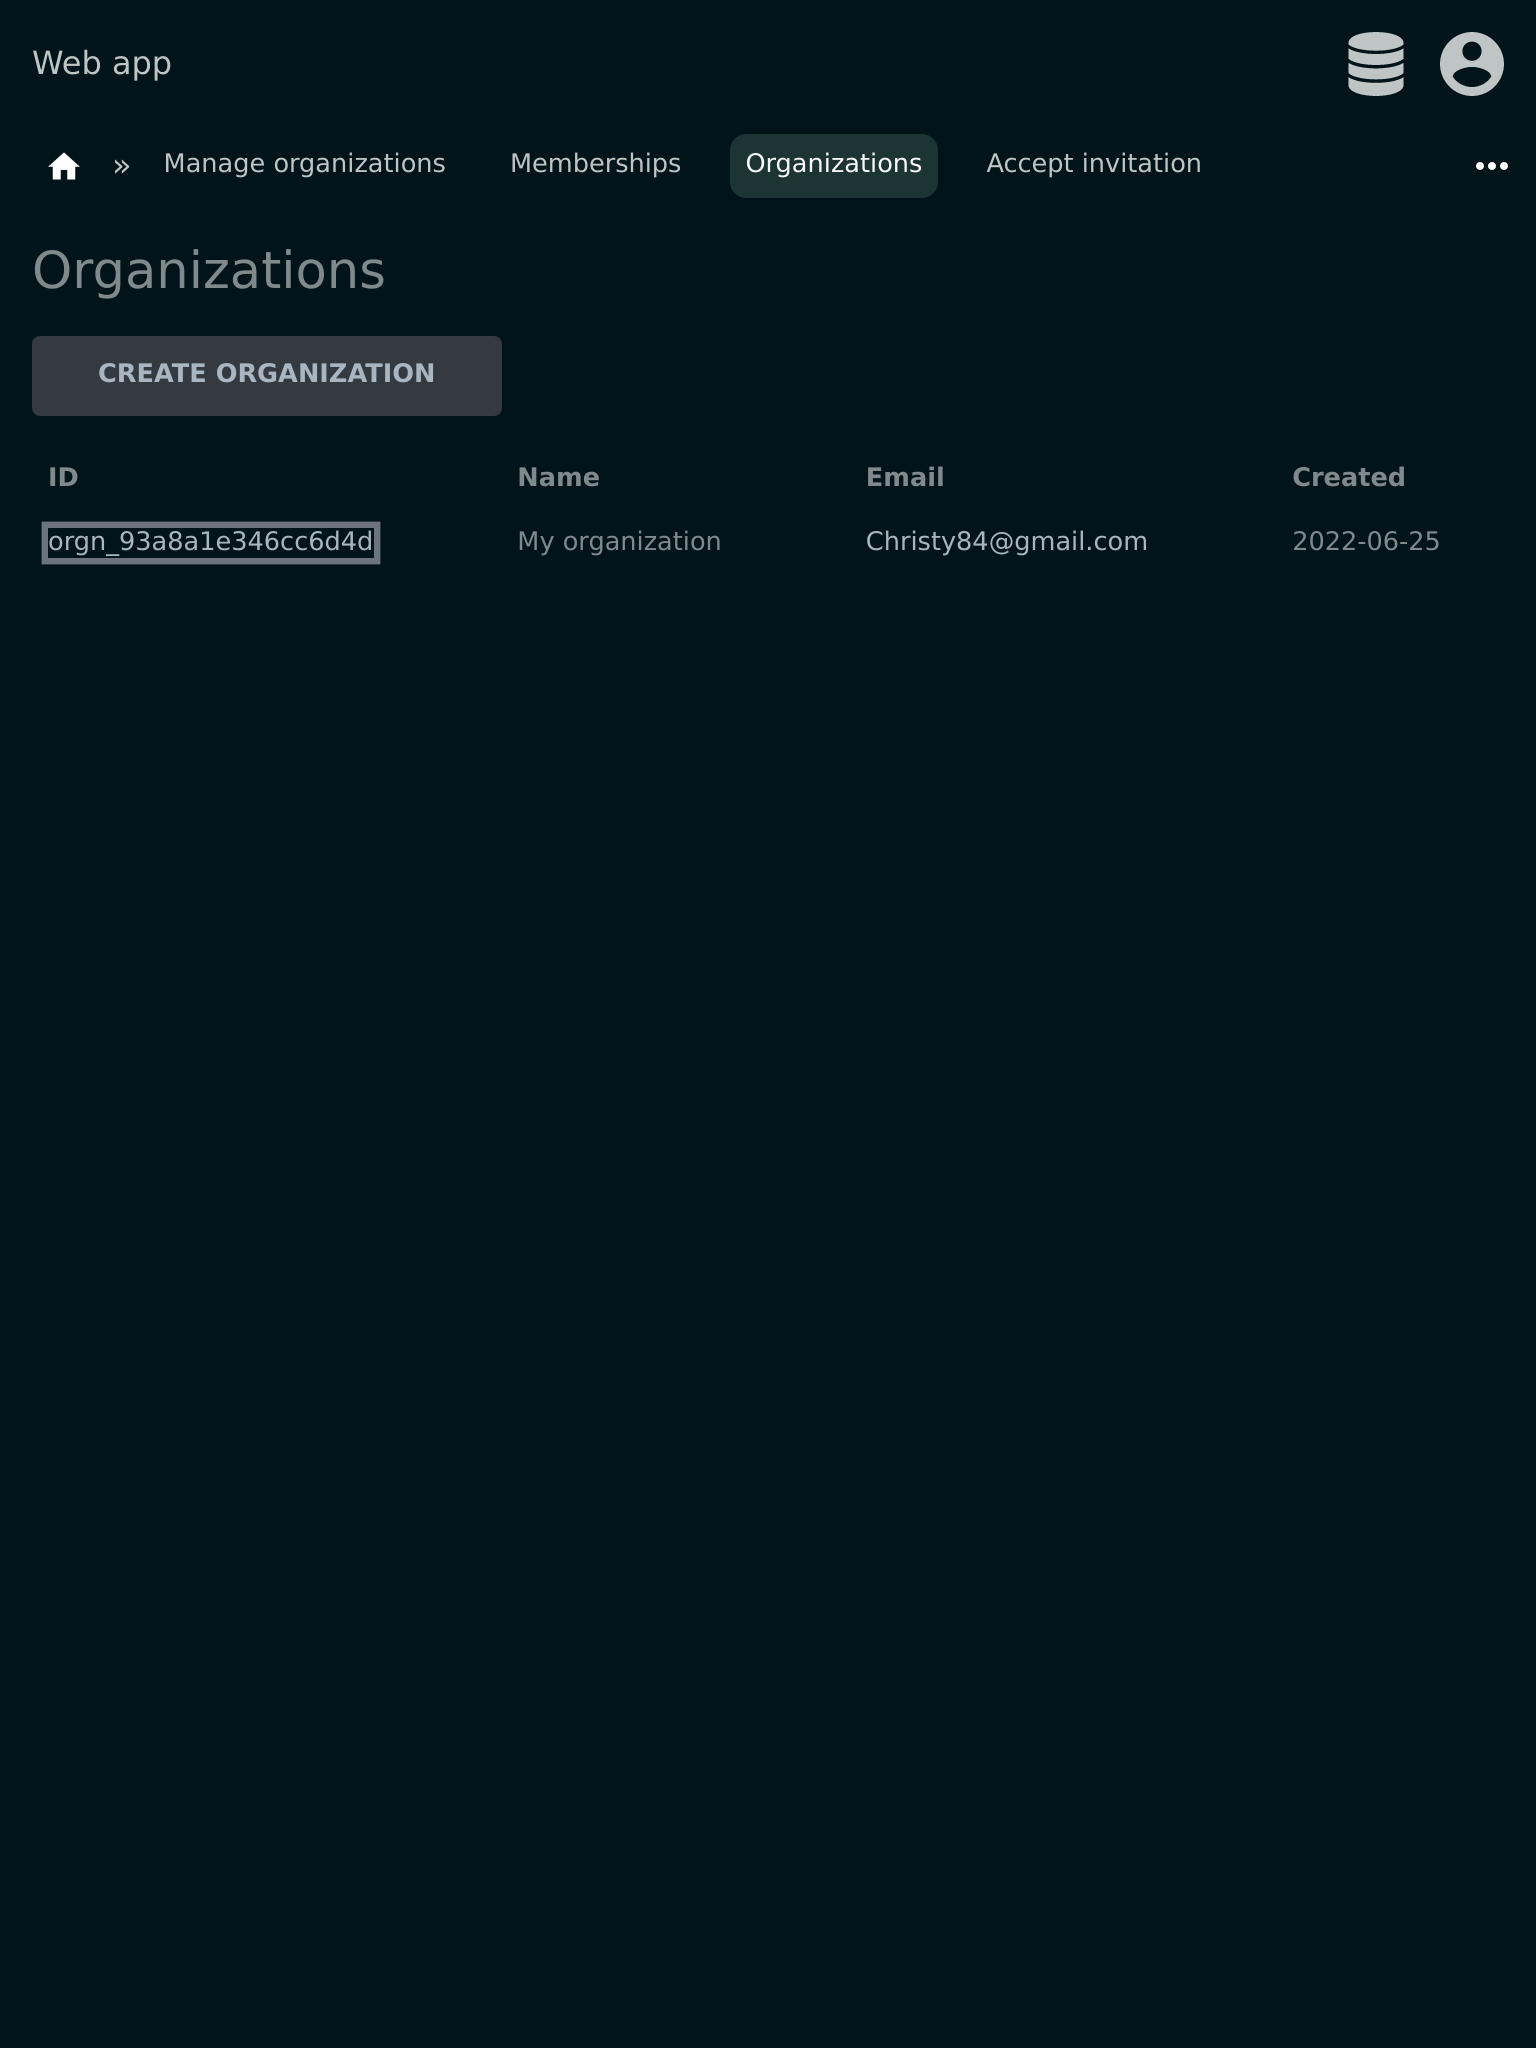 Web app
» Manage organizations Memberships Organizations Accept invitation
Organizations
CREATE ORGANIZATION
ID Name Email Created
orgn_93a8a1e346cc6d4d My organization Christy84@gmail.com 2022-06-25